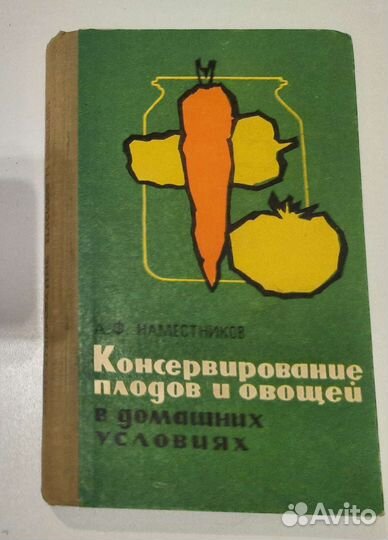 А. Ф. НАМЕСТНИКОВ
Консервирование
плодов и овощей
в домашних
условиях
Avito